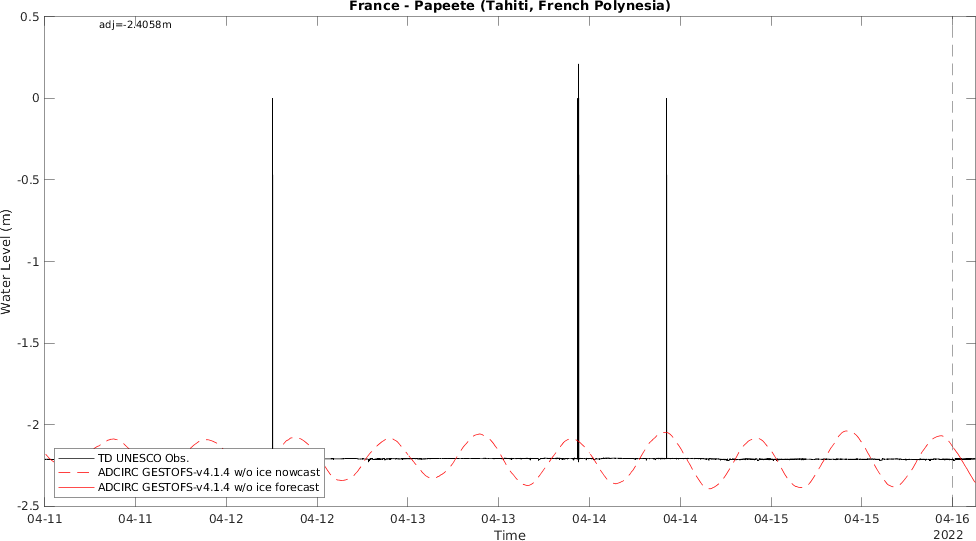 France - Papeete (Tahiti, French Polynesia)
adj=-2.4058m
0.5
0
-0.5
-1
-1.5
-2
-2.5
Water Level (m)
TD UNESCO Obs.
ADCIRC GESTOFS-v4.1.4 w/o ice nowcast
ADCIRC GESTOFS-v4.1.4 w/o ice forecast
04-11 04-11 04-12 04-12 04-13 04-13 04-14 04-14 04-15 04-15 04-16
Time
2022